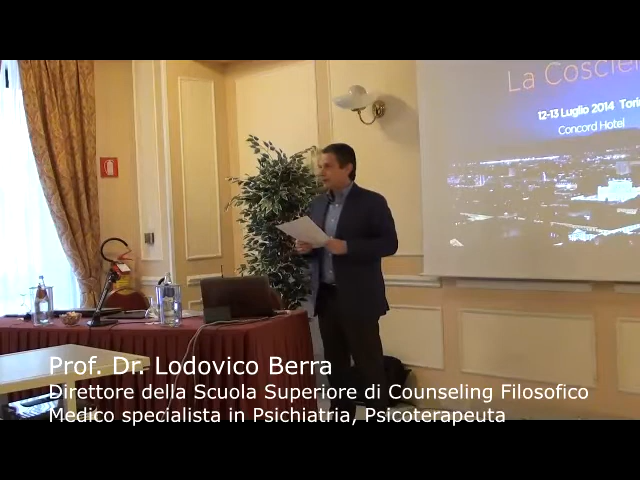 La Coscie
12-13 Luglio 2014 Tori
Concord Hotel
Prof. Dr. Lodovico Berra
Direttore della Scuola Superiore di Counseling Filosofico
Medico specialista in Psichiatria, Psicoterapeuta